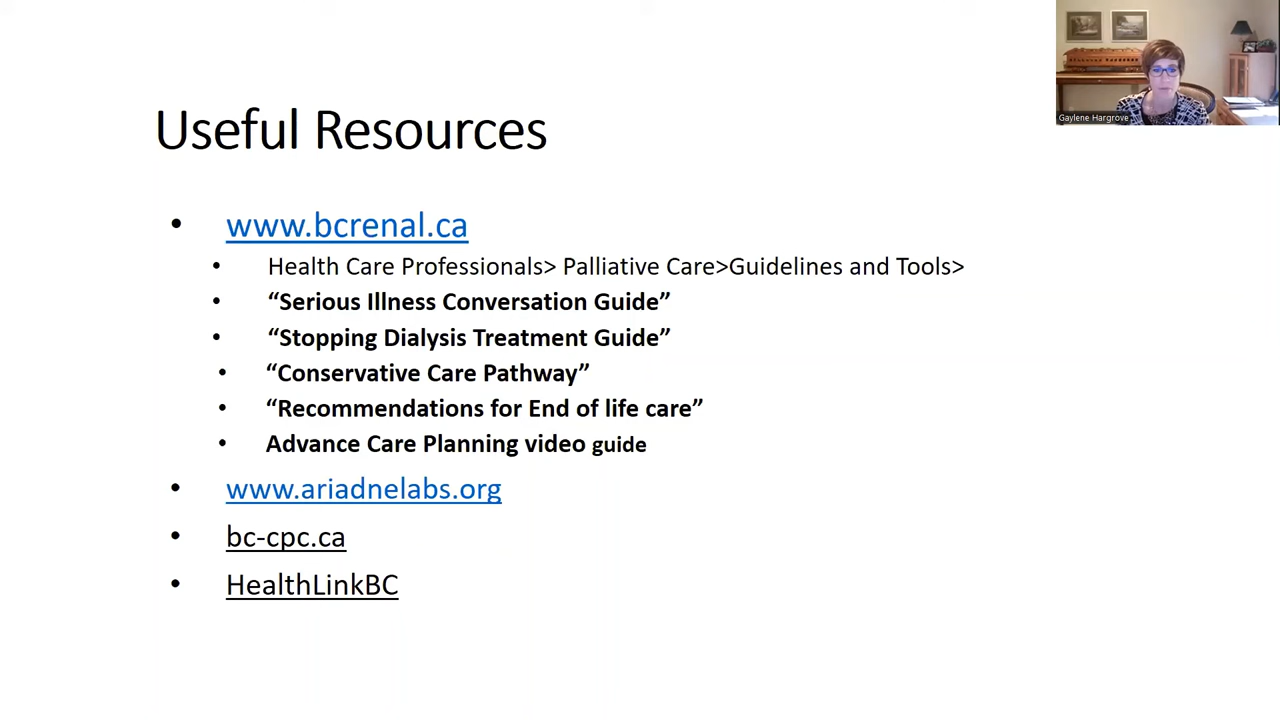 Gaylene Hargrove
Useful Resources
• www.bcrenal.ca
• Health Care Professionals> Palliative Care>Guidelines and Tools>
• “Serious Illness Conversation Guide”
• “Stopping Dialysis Treatment Guide”
• “Conservative Care Pathway”
• “Recommendations for End of life care”
• Advance Care Planning video guide
• www.ariadnelabs.org
• bc-cpc.ca
• HealthLinkBC